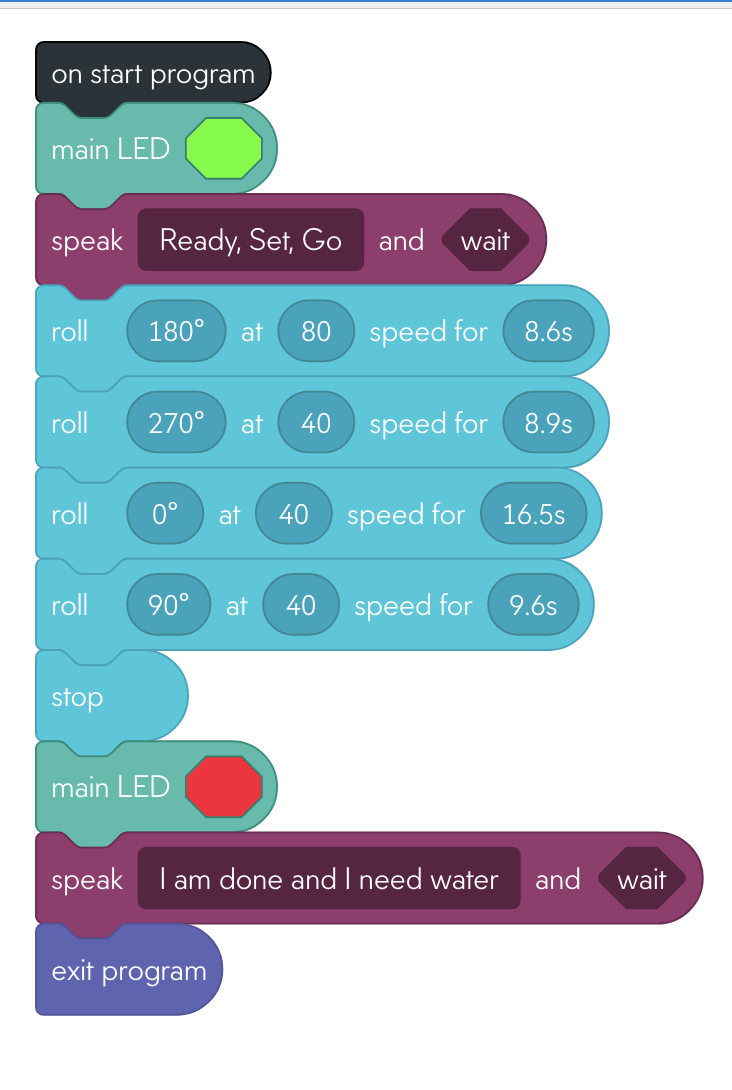 on start program
main LED
speak Ready, Set, Go and wait
roll 180° at 80 speed for 8.6s
roll 270° at 40 speed for 8.9s
roll 0° at 40 speed for 16.5s
roll 90° at 40 speed for 9.6s
stop
main LED
speak I am done and I need water and wait
exit program